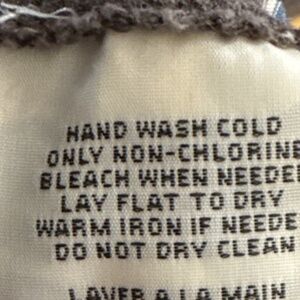 HAND WASH COLD
ONLY NON-CHLORINE
BLEACH WHEN NEEDE
LAY FLAT TO DRY
WARM IRON IF NEEDE
DO NOT DRY CLEAN
LAVER A LA MAIN